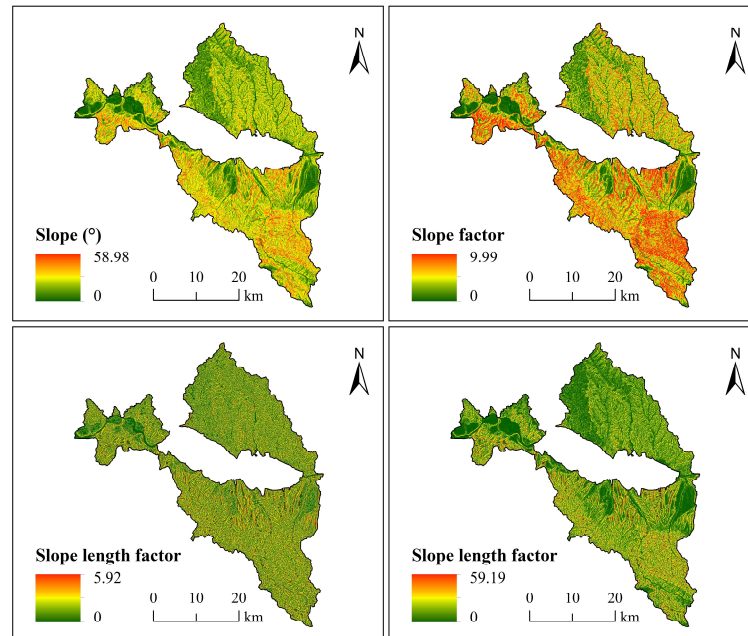 N
Slope (°)
58.98
0
0 10 20
km
N
Slope factor
9.99
0
0 10 20
km
N
Slope length factor
5.92
0
0 10 20
km
N
Slope length factor
59.19
0
0 10 20
km